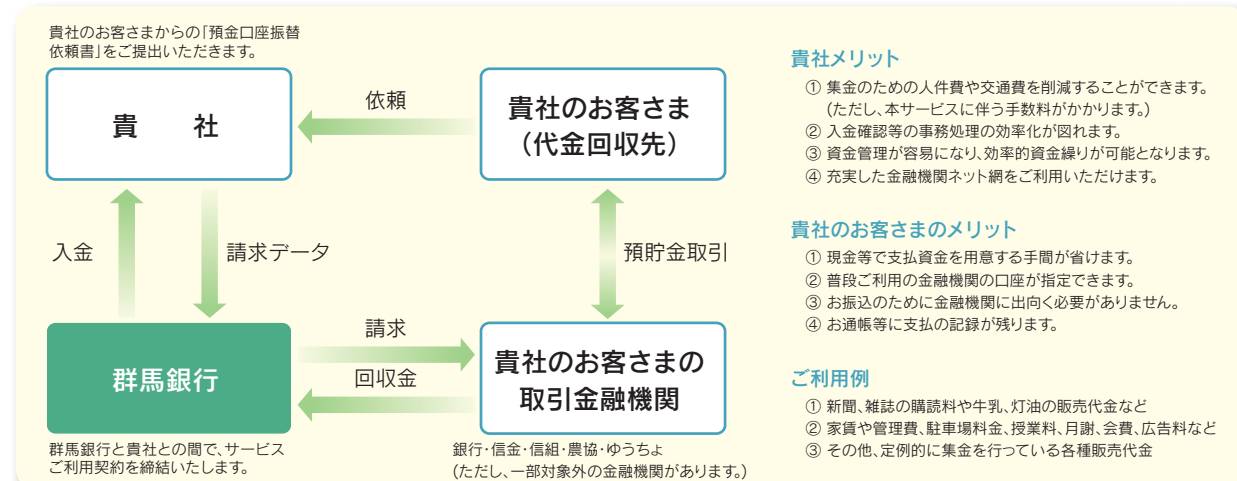 貴社のお客さまからの「預金口座振替
依頼書」をご提出いただきます。
貴　社
依頼
貴社のお客さま
（代金回収先）
入金
請求データ
預貯金取引
群馬銀行
請求
回収金
貴社のお客さまの
取引金融機関
群馬銀行と貴社との間で、サービス
ご利用契約を締結いたします。
銀行・信金・信組・農協・ゆうちょ
(ただし、一部対象外の金融機関があります。)
貴社メリット
① 集金のための人件費や交通費を削減することができます。
(ただし、本サービスに伴う手数料がかかります。)
② 入金確認等の事務処理の効率化が図れます。
③ 資金管理が容易になり、効率的資金繰りが可能となります。
④ 充実した金融機関ネット網をご利用いただけます。
貴社のお客さまのメリット
① 現金等で支払資金を用意する手間が省けます。
② 普段ご利用の金融機関の口座が指定できます。
③ お振込のために金融機関に出向く必要がありません。
④ お通帳等に支払の記録が残ります。
ご利用例
① 新聞、雑誌の購読料や牛乳、灯油の販売代金など
② 家賃や管理費、駐車場料金、授業料、月謝、会費、広告料など
③ その他、定例的に集金を行っている各種販売代金